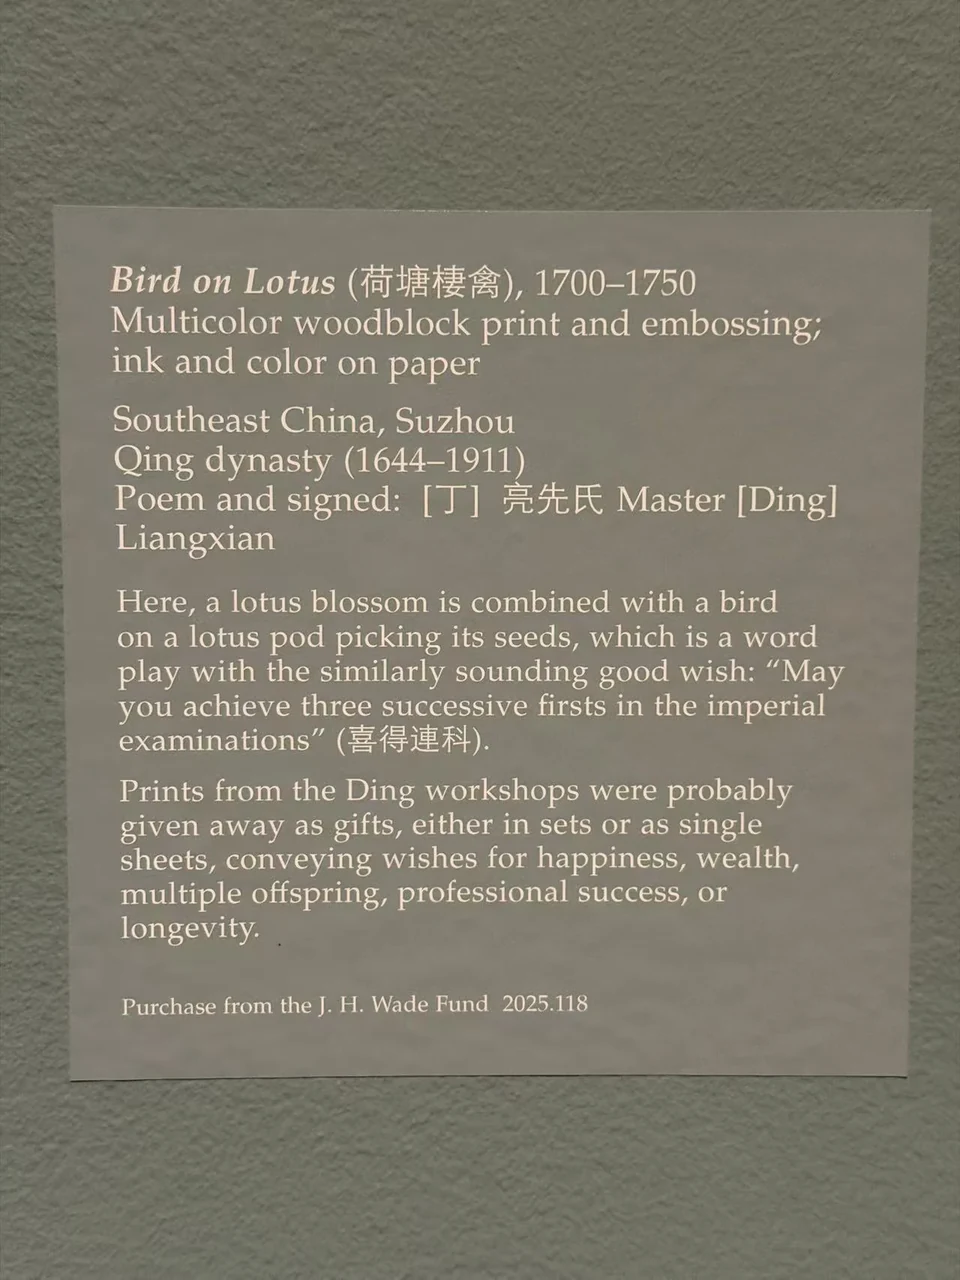 Bird on Lotus (荷塘棲禽), 1700–1750
Multicolor woodblock print and embossing;
ink and color on paper
Southeast China, Suzhou
Qing dynasty (1644–1911)
Poem and signed: [丁] 亮先氏 Master [Ding]
Liangxian
Here, a lotus blossom is combined with a bird
on a lotus pod picking its seeds, which is a word
play with the similarly sounding good wish: “May
you achieve three successive firsts in the imperial
examinations” (喜得連科).
Prints from the Ding workshops were probably
given away as gifts, either in sets or as single
sheets, conveying wishes for happiness, wealth,
multiple offspring, professional success, or
longevity.
Purchase from the J. H. Wade Fund 2025.118